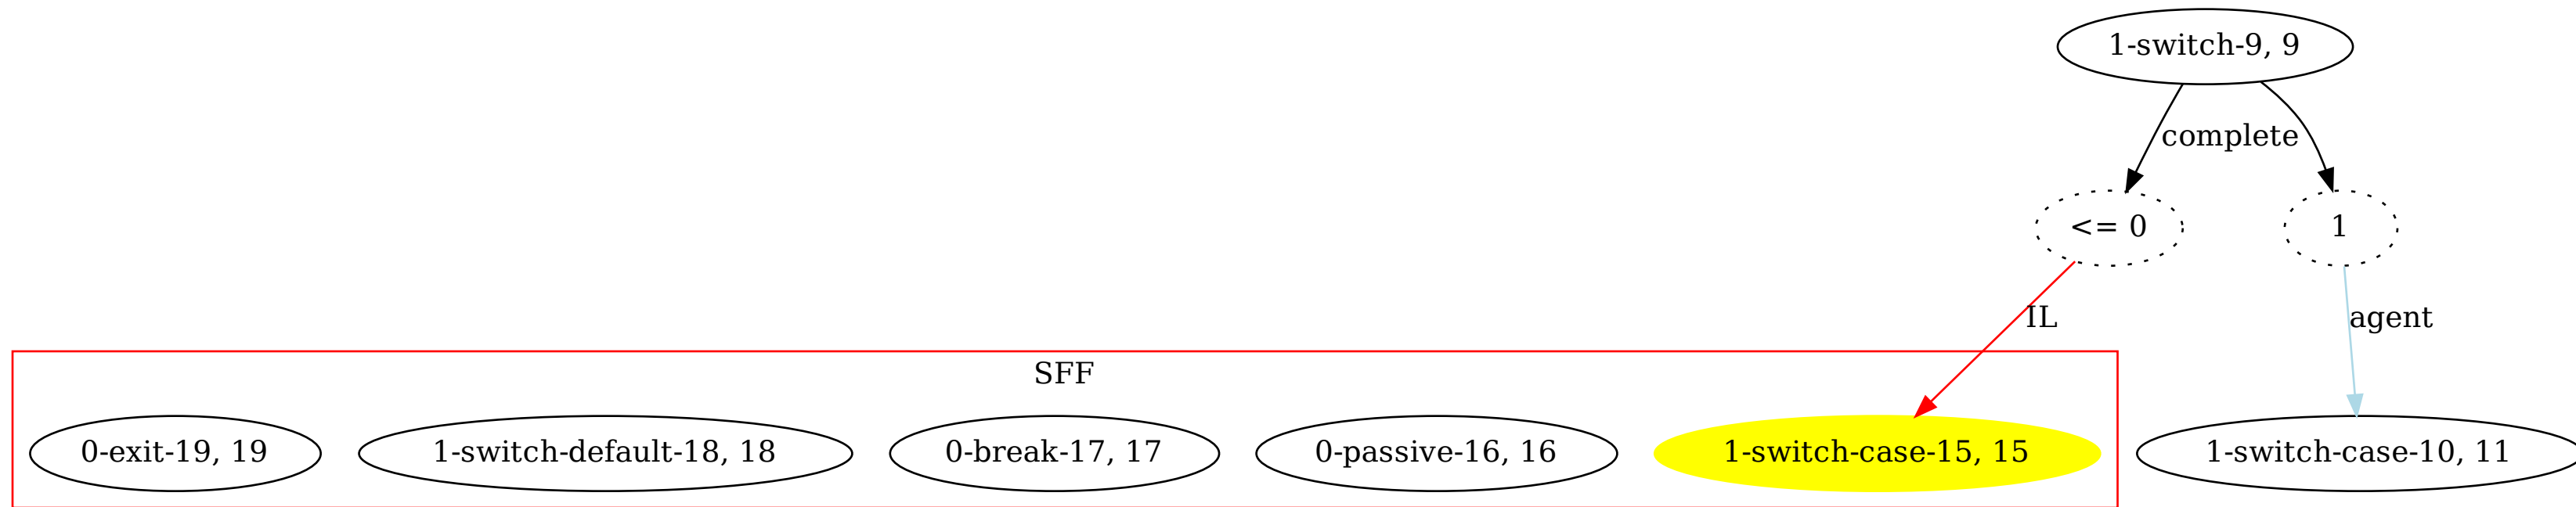 1-switch-9, 9
complete
<= 0
1
IL
agent
SFF
0-exit-19, 19
1-switch-default-18, 18
0-break-17, 17
0-passive-16, 16
1-switch-case-15, 15
1-switch-case-10, 11